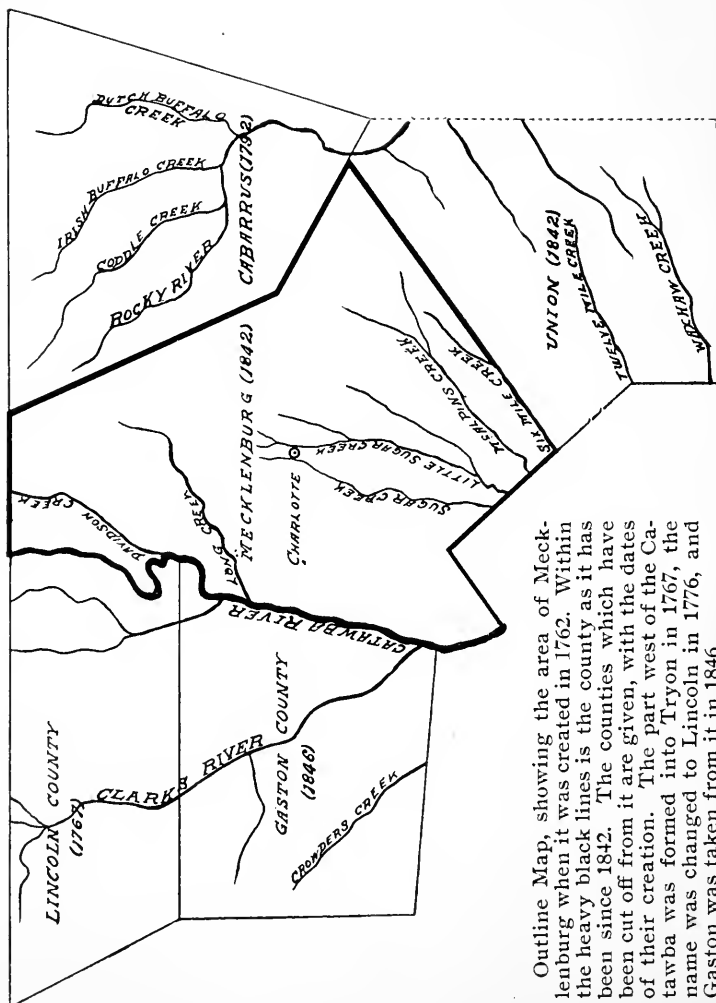 LINCOLN COUNTY
(1767)
CLARKS RIVER
GASTON COUNTY
(1846)
CROWDERS CREEK
CATAWBA RIVER
DAVIDSON CREEK
LONG CREEK
MECKLENBURG (1842)
CHARLOTTE
SUGAR CREEK
LITTLE SUGAR CREEK
McALPINS CREEK
SIX MILE CREEK
DUTCH BUFFALO
CREEK
IRISH BUFFALO CREEK
CODDLE CREEK
ROCKY RIVER
CABARRUS (1792)
UNION (1842)
TWELVE MILE CREEK
WAXHAW CREEK
Outline Map, showing the area of Meck-
lenburg when it was created in 1762. Within
the heavy black lines is the county as it has
been since 1842. The counties which have
been cut off from it are given, with the dates
of their creation. The part west of the Ca-
tawba was formed into Tryon in 1767, the
name was changed to Lincoln in 1776, and
Gaston was taken from it in 1846